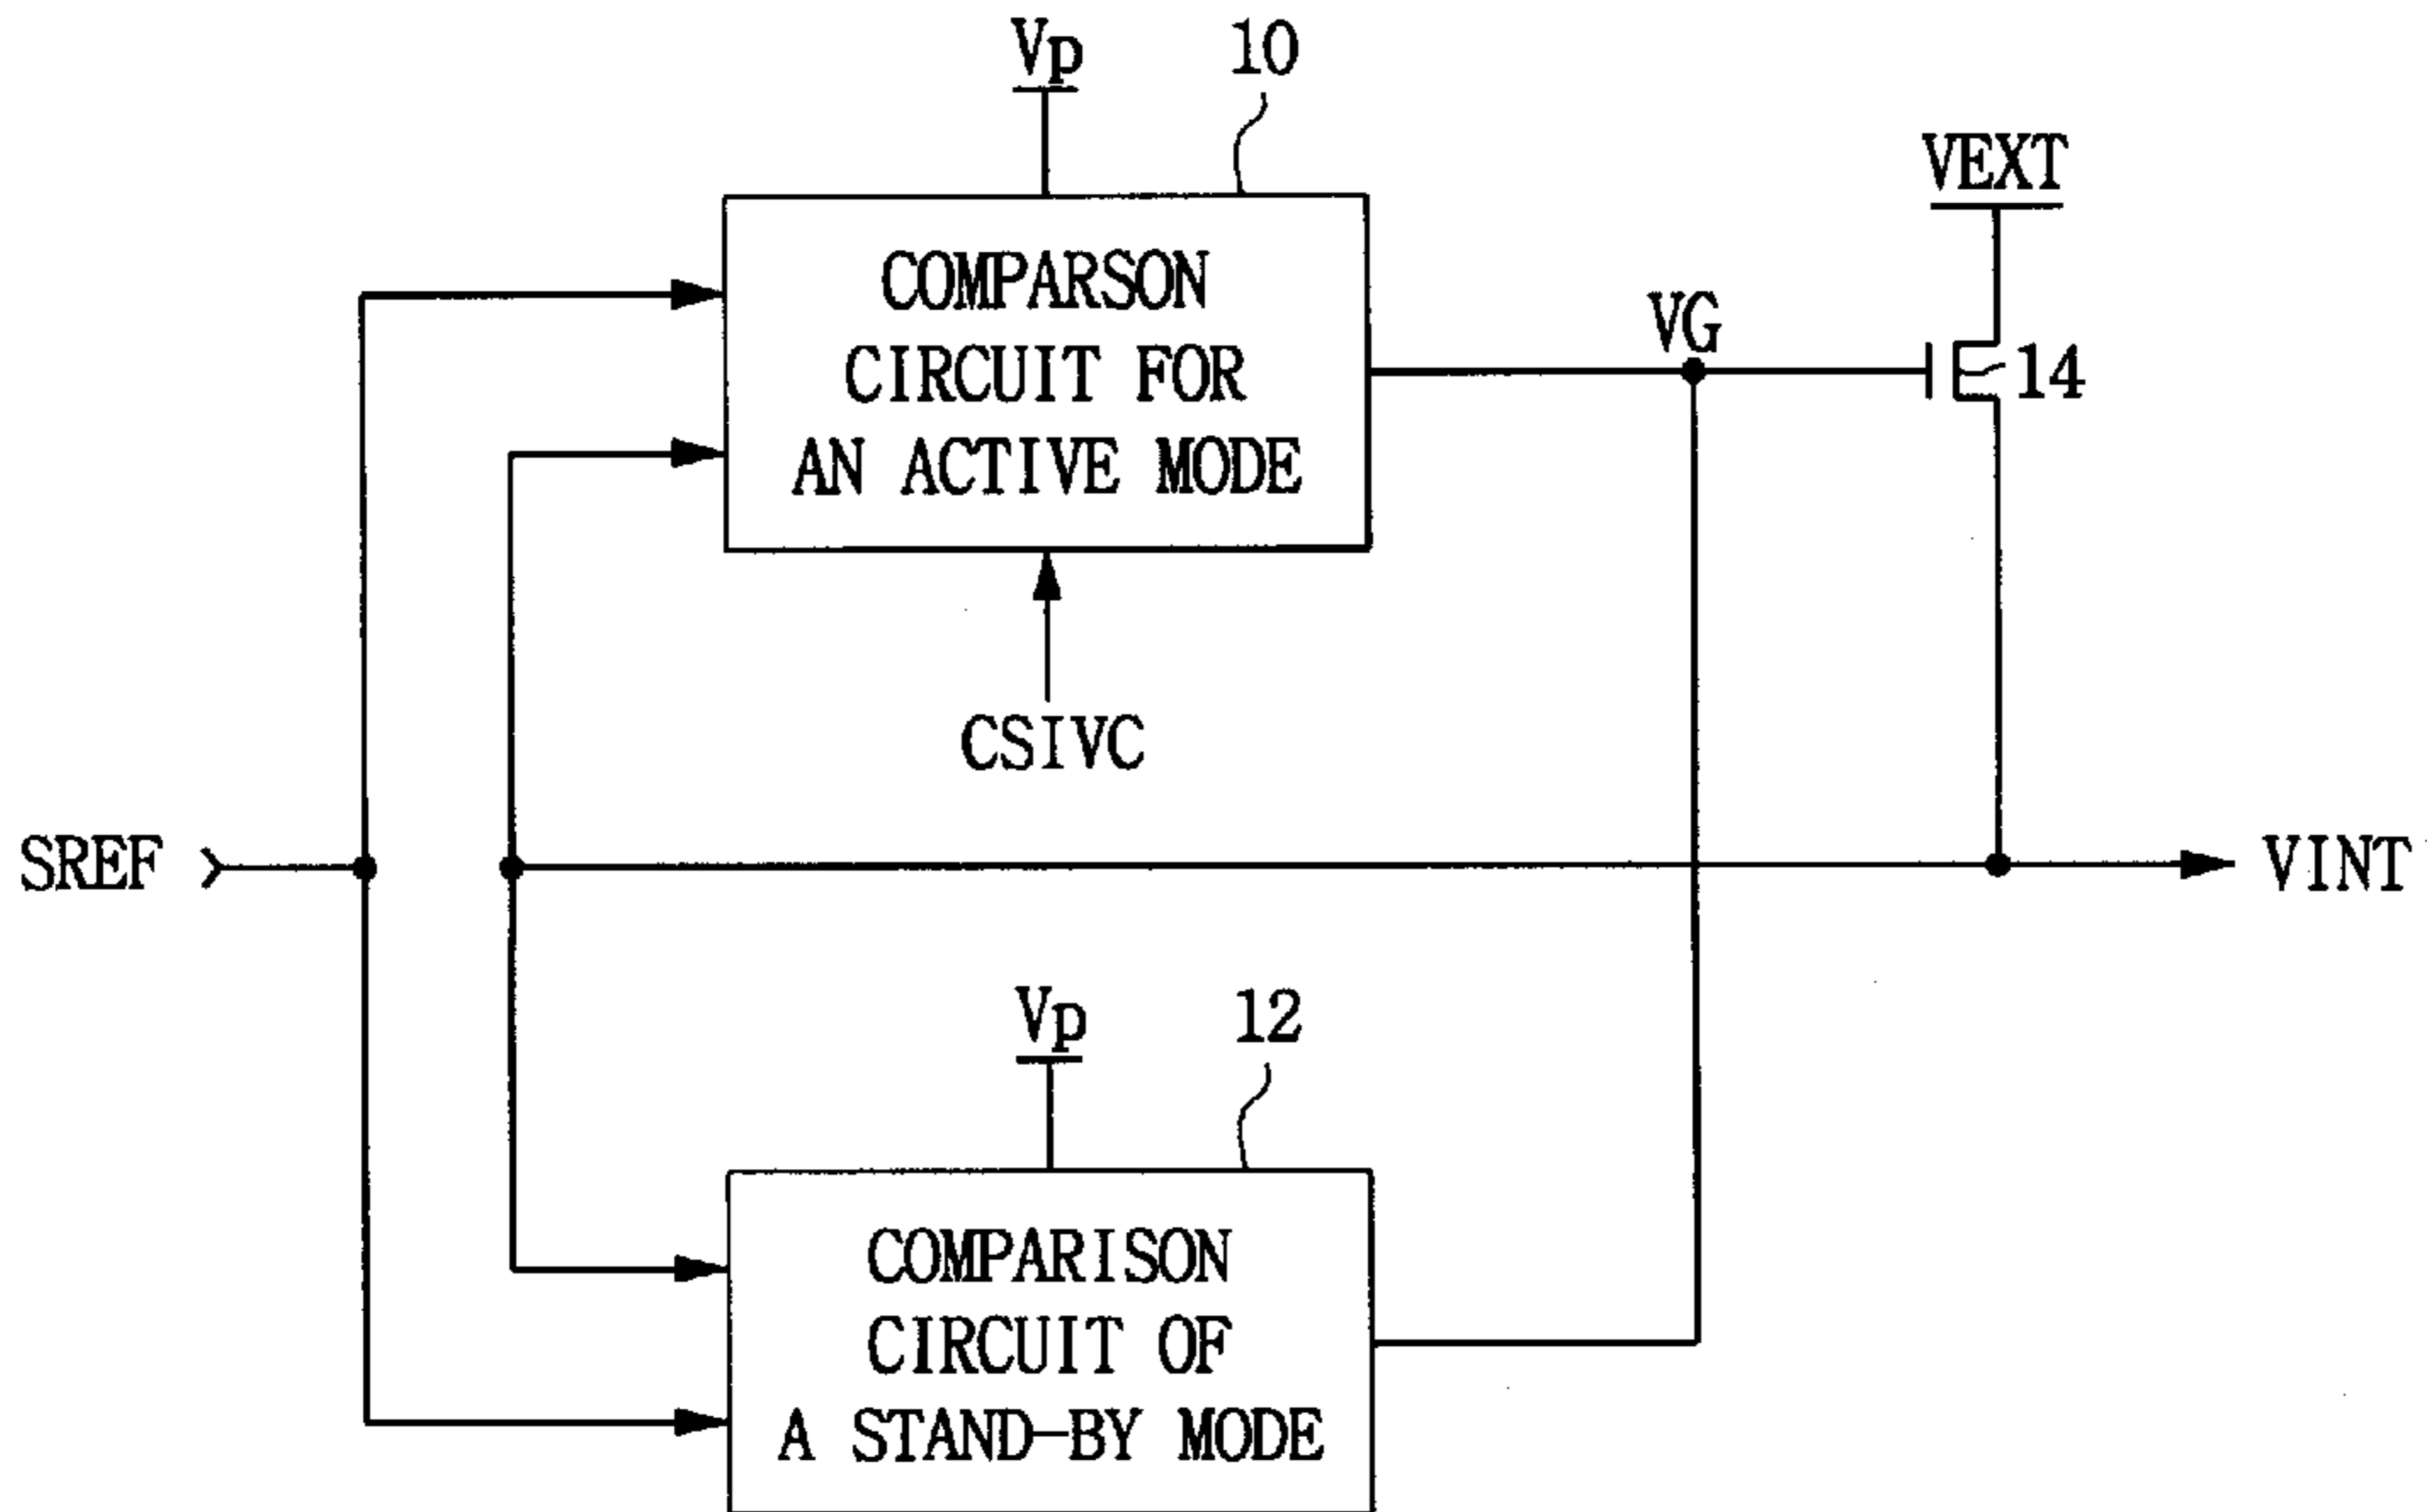 Vp
10
VEXT
COMPARSON
CIRCUIT FOR
AN ACTIVE MODE
VG
14
CSIVC
SREF
VINT
Vp
12
COMPARISON
CIRCUIT OF
A STAND-BY MODE